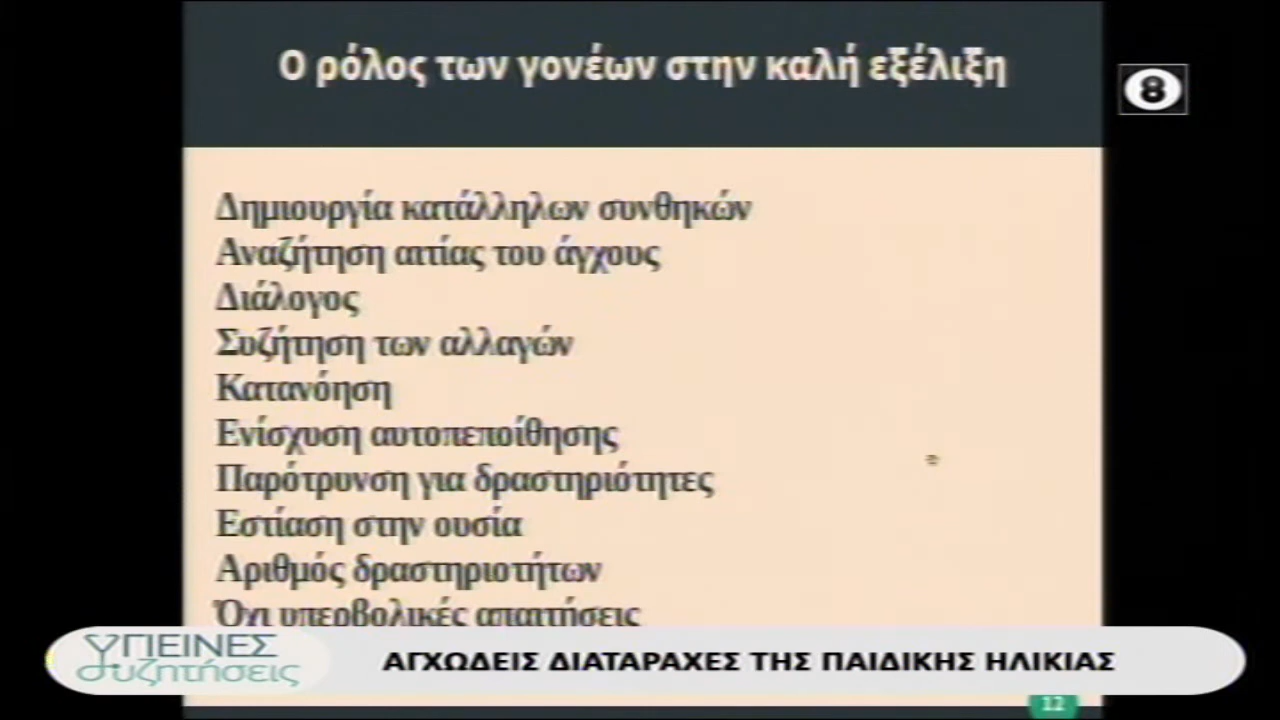 Ο ρόλος των γονέων στην καλή εξέλιξη
8
Δημιουργία κατάλληλων συνθηκών
Αναζήτηση αιτίας του άγχους
Διάλογος
Συζήτηση των αλλαγών
Κατανόηση
Ενίσχυση αυτοπεποίθησης
Παρότρυνση για δραστηριότητες
Εστίαση στην ουσία
Αριθμός δραστηριοτήτων
Όχι υπερβολικές απαιτήσεις
ΥΓΙΕΙΝΕΣ
συζητήσεις
ΑΓΧΩΔΕΙΣ ΔΙΑΤΑΡΑΧΕΣ ΤΗΣ ΠΑΙΔΙΚΗΣ ΗΛΙΚΙΑΣ
12